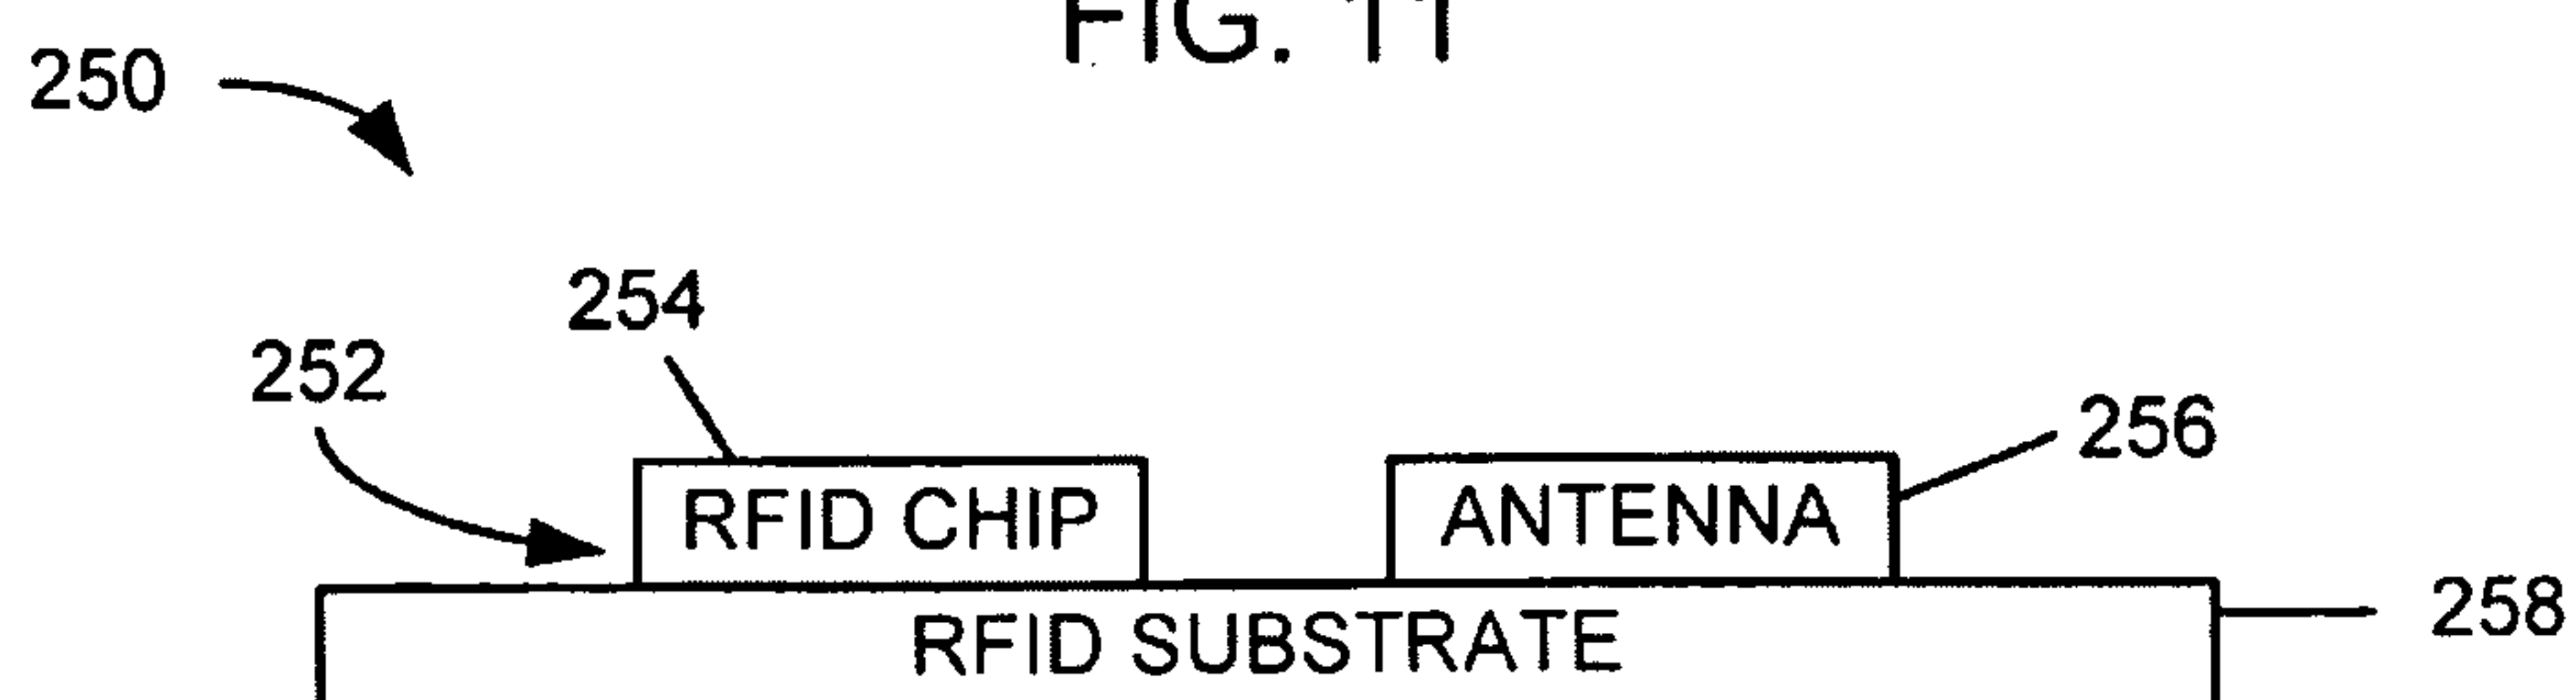 FIG. 11
250
254
252
256
RFID CHIP
ANTENNA
258
RFID SUBSTRATE